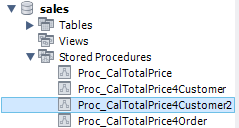 sales
Tables
Views
Stored Procedures
Proc_CalTotalPrice
Proc_CalTotalPrice4Customer
Proc_CalTotalPrice4Customer2
Proc_CalTotalPrice4Order